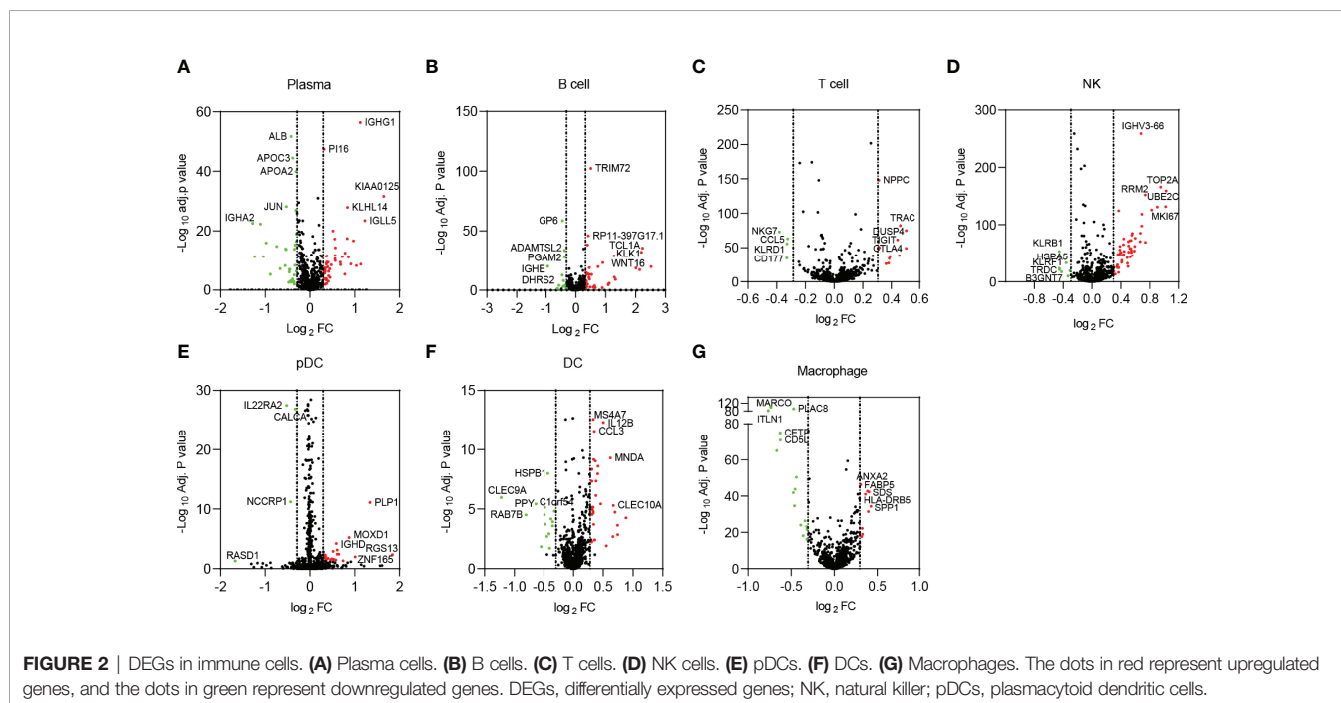 A
Plasma
-Log10 adj.p value
60
40
20
0
ALB
APOC3
APOA2
JUN
IGHA2
IGHG1
PI16
KIAA0125
KLHL14
IGLL5
-2 -1 0 1 2
Log2 FC
B
B cell
-Log10 Adj. P value
150
100
50
0
TRIM72
GP6
RP11-397G17.1
ADAMTSL2
TCL1A
PGAM2
KLK1
IGHE
WNT16
DHRS2
-3 -2 -1 0 1 2 3
Log2 FC
C
T cell
-Log10 Adj. P value
250
200
150
100
50
0
NPPC
TRAC
NKG7
DUSP4
CCL5
TIGIT
KLRD1
CTLA4
CD177
-0.6 -0.4 -0.2 0.0 0.2 0.4 0.6
log2 FC
D
NK
-Log10 Adj. P value
300
200
100
0
IGHV3-66
TOP2A
RRM2
UBE2C
MKI67
KLRB1
KLRF1
TRDC
B3GNT7
-0.8 -0.4 0.0 0.4 0.8 1.2
log2 FC
E
pDC
-Log10 Adj. P value
30
20
10
0
IL22RA2
CALCA
NCCRP1
PLP1
MOXD1
IGHD
RGS13
RASD1
ZNF165
-2 -1 0 1 2
log2 FC
F
DC
-Log10 Adj. P value
15
10
5
0
MS4A7
IL12B
CCL3
MNDA
HSPB
CLEC9A
PPY
C1orf54
CLEC10A
RAB7B
-1.5 -1.0 -0.5 0.0 0.5 1.0 1.5
log2 FC
G
Macrophage
-Log10 Adj. P value
120
80
80
60
40
20
0
MARCO
PLAC8
ITLN1
CETP
CD5L
ANXA2
FABP5
SDS
HLA-DRB5
SPP1
-1.0 -0.5 0.0 0.5 1.0
log2 FC
FIGURE 2 | DEGs in immune cells. (A) Plasma cells. (B) B cells. (C) T cells. (D) NK cells. (E) pDCs. (F) DCs. (G) Macrophages. The dots in red represent upregulated
genes, and the dots in green represent downregulated genes. DEGs, differentially expressed genes; NK, natural killer; pDCs, plasmacytoid dendritic cells.